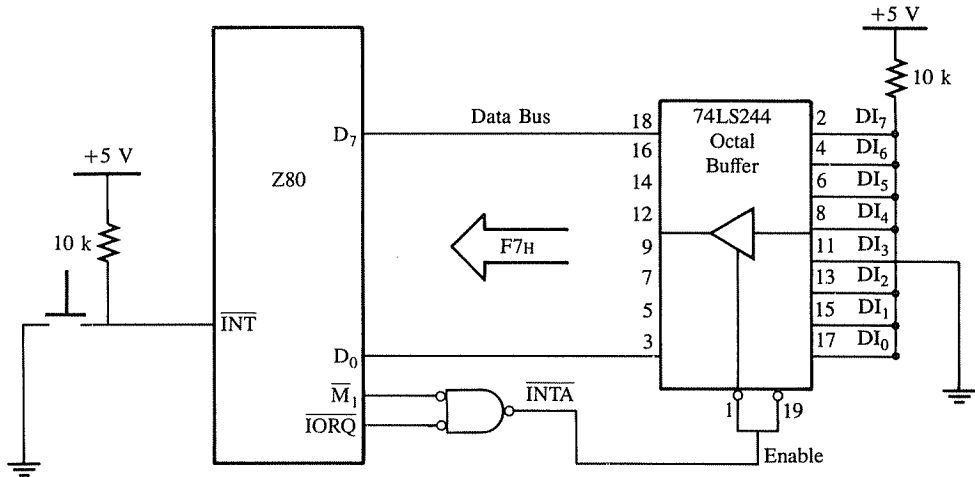 +5 V
10 k
Data Bus
74LS244
Octal
Buffer
Z80
D7
18
16
14
12
9
7
5
3
2 DI7
4 DI6
6 DI5
8 DI4
11 DI3
13 DI2
15 DI1
17 DI0
+5 V
10 k
F7H
INT
D0
M1
IORQ
INTA
1
19
Enable